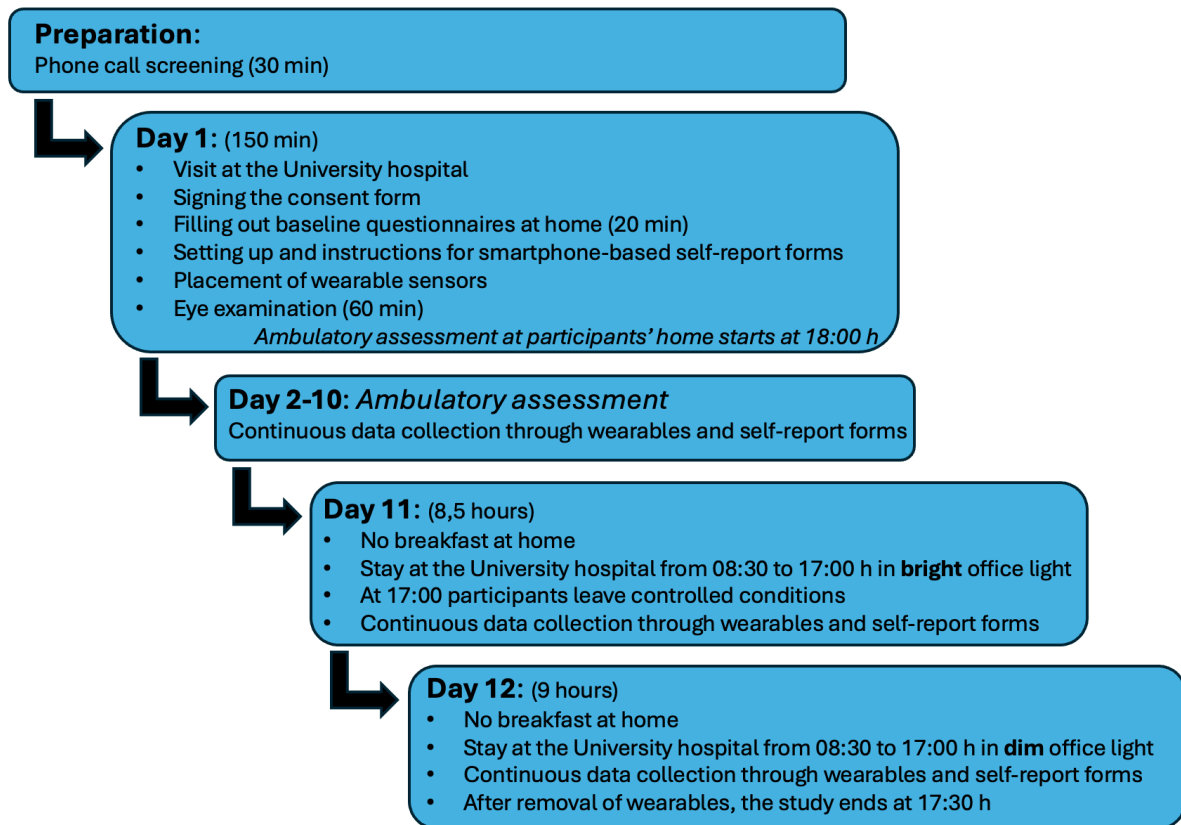 Preparation:
Phone call screening (30 min)
Day 1: (150 min)
• Visit at the University hospital
• Signing the consent form
• Filling out baseline questionnaires at home (20 min)
• Setting up and instructions for smartphone-based self-report forms
• Placement of wearable sensors
• Eye examination (60 min)
Ambulatory assessment at participants' home starts at 18:00 h
Day 2-10: Ambulatory assessment
Continuous data collection through wearables and self-report forms
Day 11: (8,5 hours)
• No breakfast at home
• Stay at the University hospital from 08:30 to 17:00 h in bright office light
• At 17:00 participants leave controlled conditions
• Continuous data collection through wearables and self-report forms
Day 12: (9 hours)
• No breakfast at home
• Stay at the University hospital from 08:30 to 17:00 h in dim office light
• Continuous data collection through wearables and self-report forms
• After removal of wearables, the study ends at 17:30 h